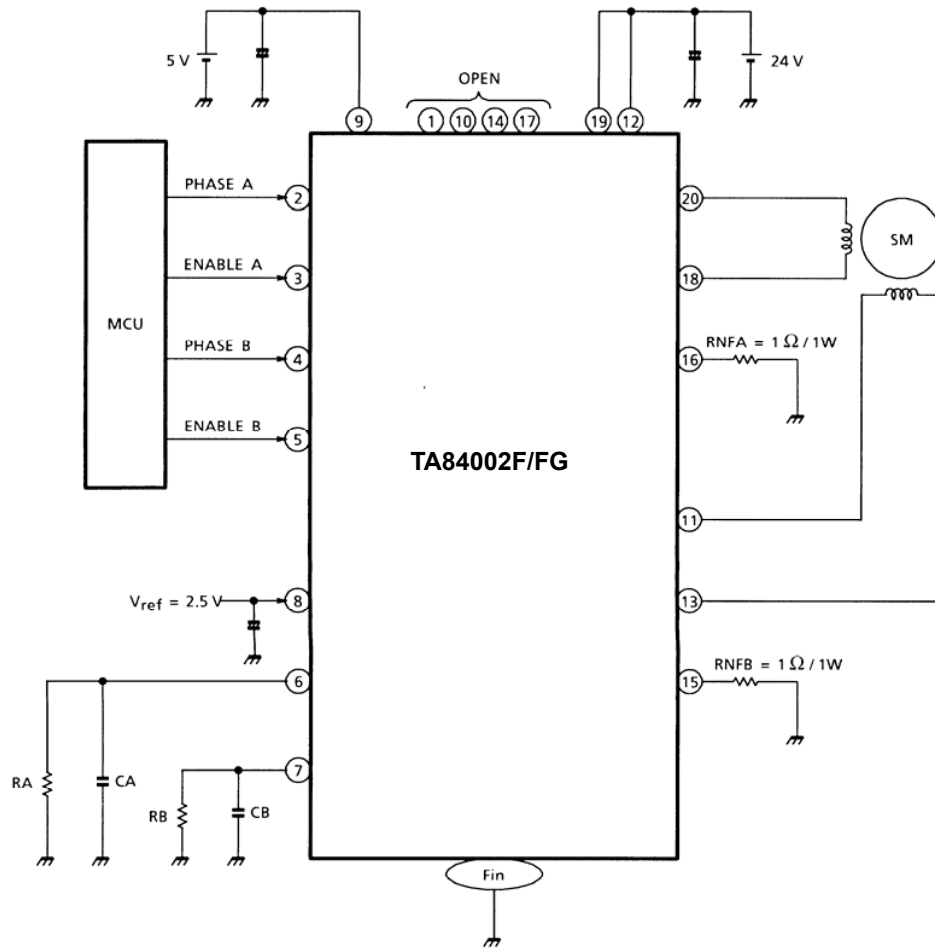 5 V
24 V
OPEN
9
1
10
14
17
19
12
PHASE A
2
20
SM
ENABLE A
3
18
MCU
PHASE B
4
16
RNFA = 1 Ω / 1W
ENABLE B
5
TA84002F/FG
11
Vref = 2.5 V
8
13
6
15
RNFB = 1 Ω / 1W
RA
CA
7
RB
CB
Fin